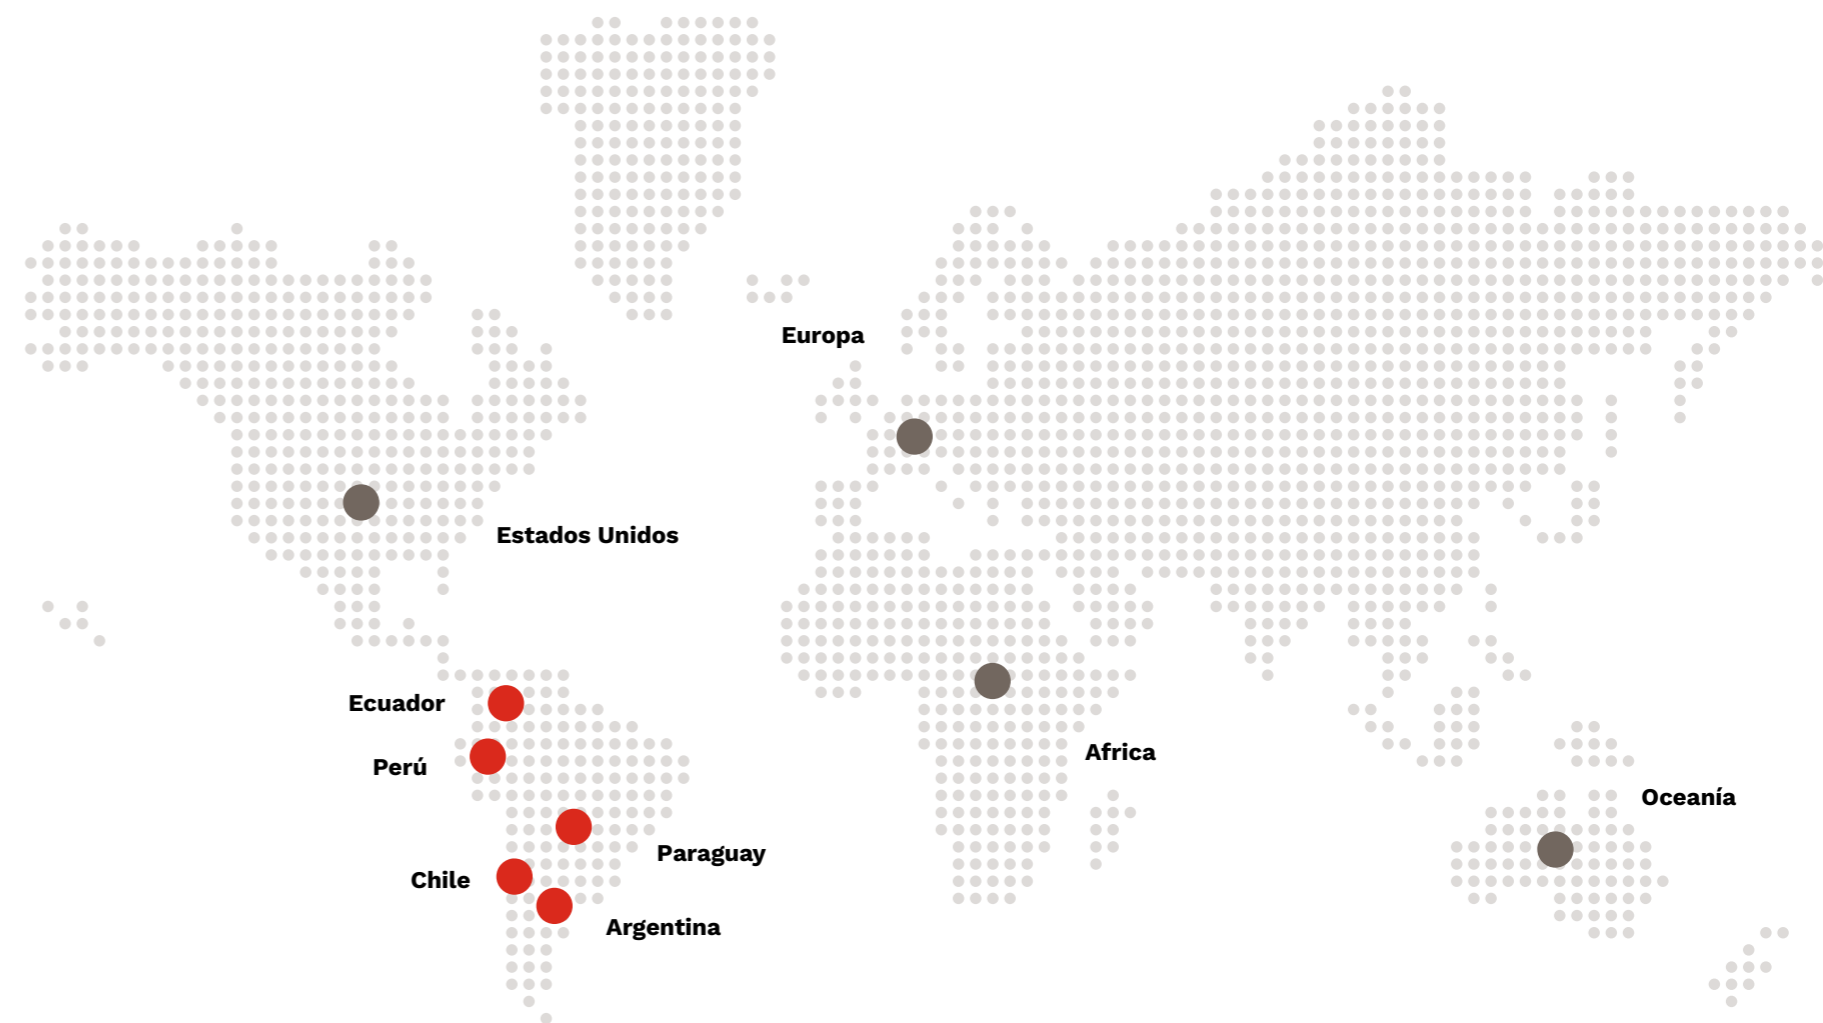 Europa
Estados Unidos
Ecuador
Perú
Africa
Oceanía
Paraguay
Chile
Argentina